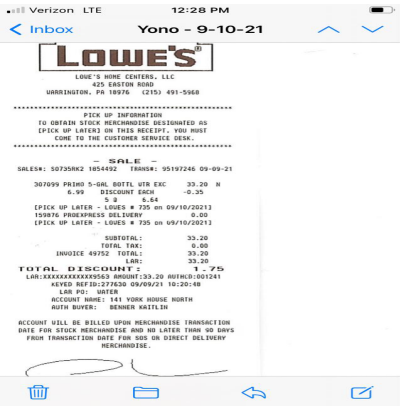 Verizon LTE 12:28 PM
Inbox Yono - 9-10-21
LOWE'S
LOWE'S HOME CENTERS, LLC
425 EASTON ROAD
WARRINGTON, PA 18976 (215) 491-5968
PICK UP INFORMATION
TO OBTAIN STOCK MERCHANDISE DESIGNATED AS
[PICK UP LATER] ON THIS RECEIPT, YOU MUST
COME TO THE CUSTOMER SERVICE DESK.
- SALE -
SALES#: S0735RK2 1854492 TRANS#: 95197246 09-09-21
307099 PRIMO 5-GAL BOTTL WTR EXC 33.20 N
6.99 DISCOUNT EACH -0.35
5 @ 6.64
[PICK UP LATER - LOWES # 735 on 09/10/2021]
159876 PROEXPRESS DELIVERY 0.00
[PICK UP LATER - LOWES # 735 on 09/10/2021]
SUBTOTAL: 33.20
TOTAL TAX: 0.00
INVOICE 49752 TOTAL: 33.20
LAR: 33.20
TOTAL DISCOUNT: 1.75
LAR:XXXXXXXXXXXX9563 AMOUNT:33.20 AUTHCD:001241
KEYED REFID:277630 09/09/21 10:20:48
LAR PO: WATER
ACCOUNT NAME: 141 YORK HOUSE NORTH
AUTH BUYER: BENNER KAITLIN
ACCOUNT WILL BE BILLED UPON MERCHANDISE TRANSACTION
DATE FOR STOCK MERCHANDISE AND NO LATER THAN 90 DAYS
FROM TRANSACTION DATE FOR SOS OR DIRECT DELIVERY
MERCHANDISE.